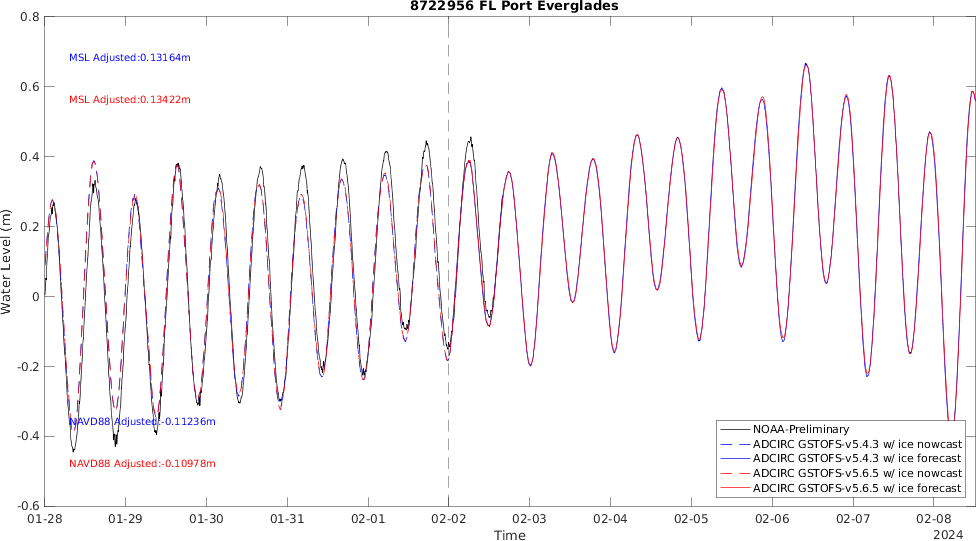 8722956 FL Port Everglades
0.8
0.6
0.4
0.2
0
-0.2
-0.4
-0.6
Water Level (m)
MSL Adjusted:0.13164m
MSL Adjusted:0.13422m
NAVD88 Adjusted:-0.11236m
NAVD88 Adjusted:-0.10978m
NOAA-Preliminary
ADCIRC GSTOFS-v5.4.3 w/ ice nowcast
ADCIRC GSTOFS-v5.4.3 w/ ice forecast
ADCIRC GSTOFS-v5.6.5 w/ ice nowcast
ADCIRC GSTOFS-v5.6.5 w/ ice forecast
01-28 01-29 01-30 01-31 02-01 02-02 02-03 02-04 02-05 02-06 02-07 02-08
Time
2024